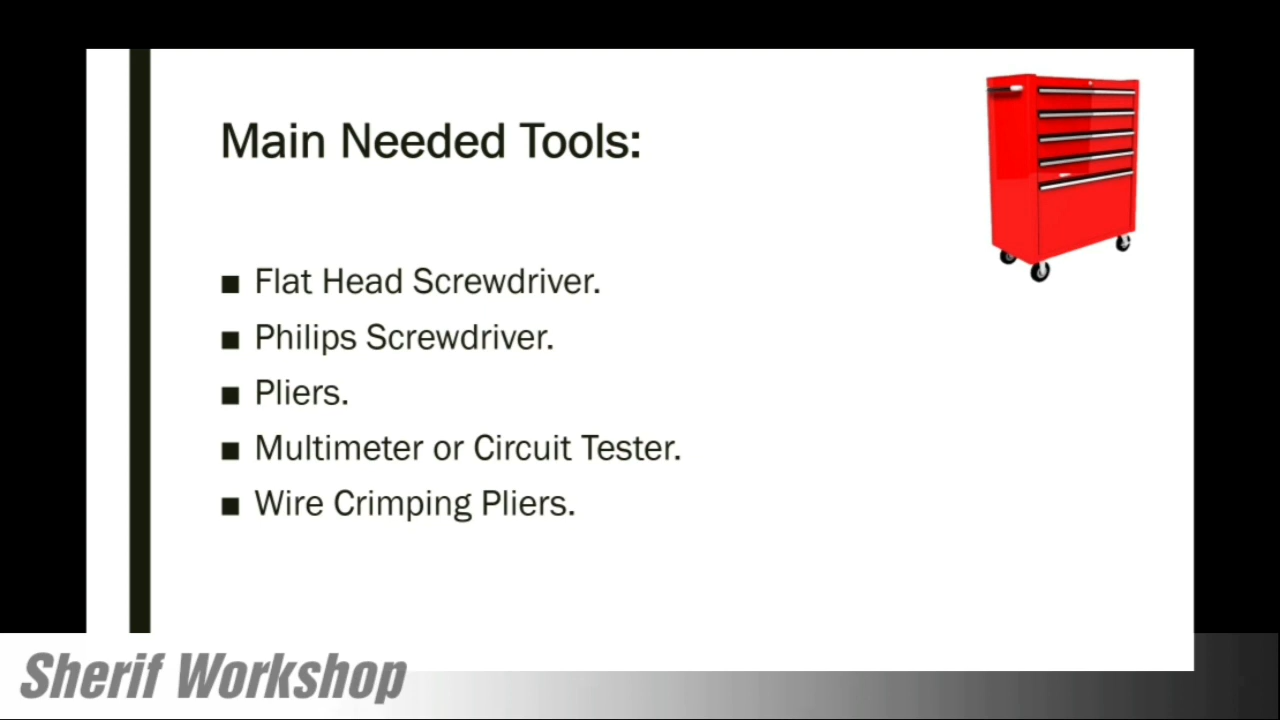 Main Needed Tools:
■ Flat Head Screwdriver.
■ Philips Screwdriver.
■ Pliers.
■ Multimeter or Circuit Tester.
■ Wire Crimping Pliers.
Sherif Workshop